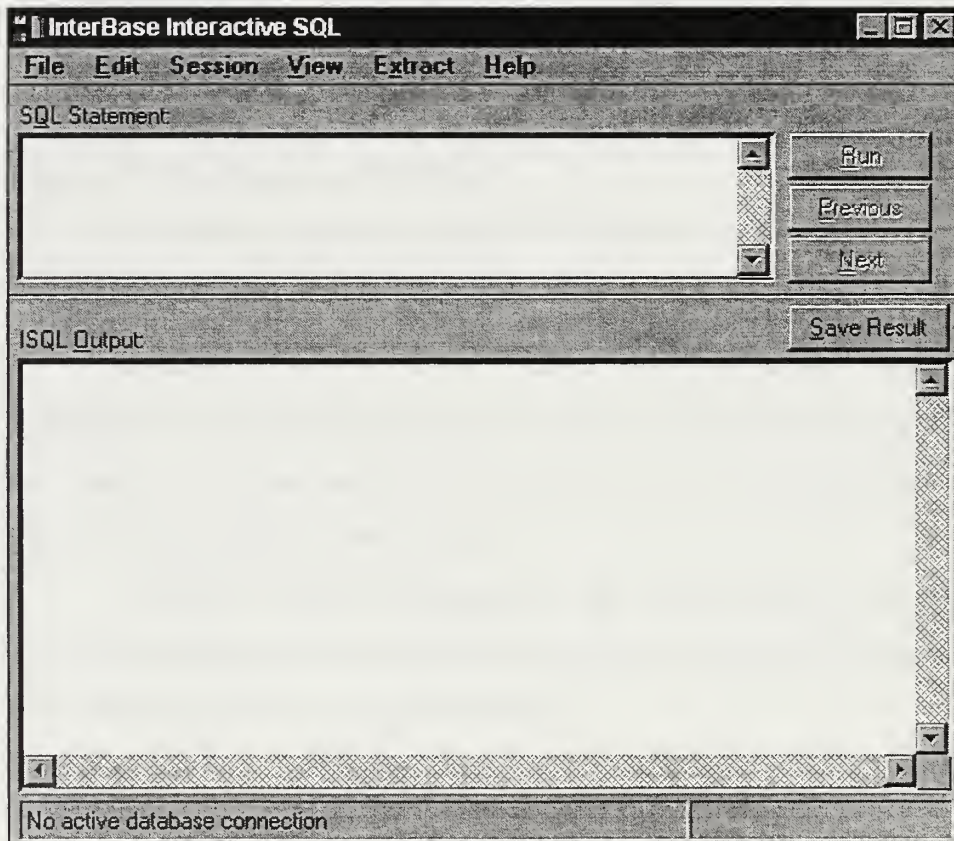 InterBase Interactive SQL
File Edit Session View Extract Help
SQL Statement:
Run
Previous
Next
Save Result
ISQL Output:
No active database connection